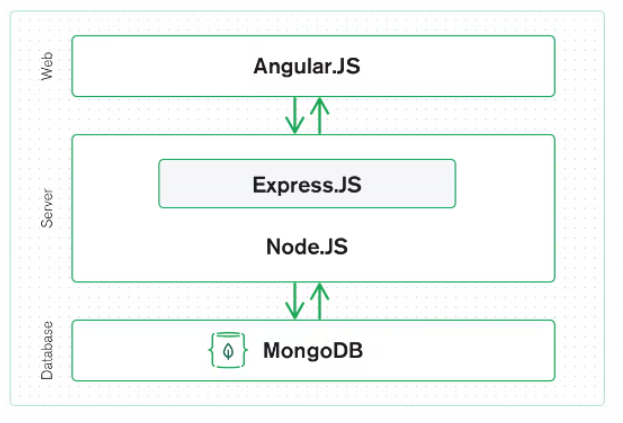 Web
Angular.JS
Server
Express.JS
Node.JS
Database
MongoDB